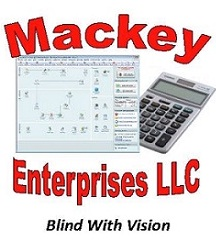 Mackey
Enterprises LLC
Blind With Vision